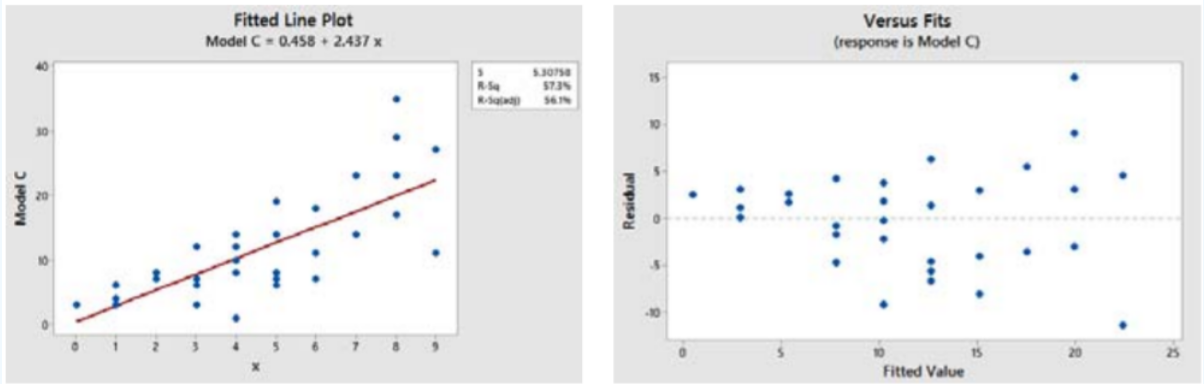 Fitted Line Plot
Model C = 0.458 + 2.437 x
40
30
20
10
0
Model C
0 1 2 3 4 5 6 7 8 9
x
S 5.30758
R-Sq 57.3%
R-Sq(adj) 56.1%
Versus Fits
(response is Model C)
15
10
5
0
-5
-10
Residual
0 5 10 15 20 25
Fitted Value